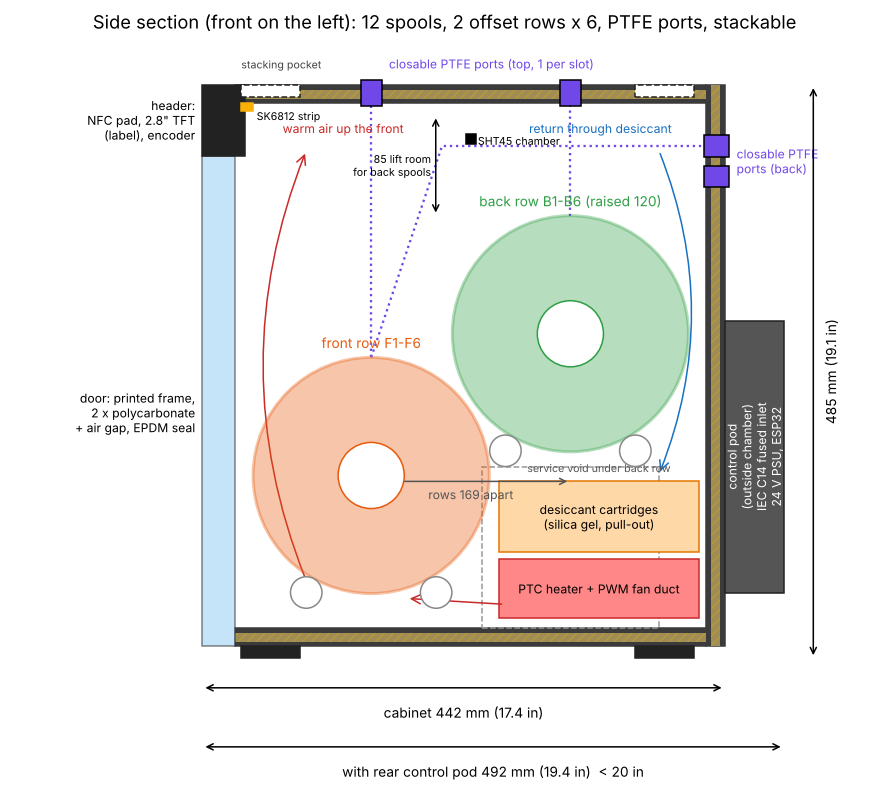 Side section (front on the left): 12 spools, 2 offset rows x 6, PTFE ports, stackable
stacking pocket
closable PTFE ports (top, 1 per slot)
header:
NFC pad, 2.8" TFT
(label), encoder
SK6812 strip
warm air up the front
return through desiccant
SHT45 chamber
85 lift room
for back spools
closable PTFE
ports (back)
back row B1-B6 (raised 120)
front row F1-F6
door: printed frame,
2 x polycarbonate
+ air gap, EPDM seal
485 mm (19.1 in)
control pod
(outside chamber)
IEC C14 fused inlet
24 V PSU, ESP32
service void under back row
rows 169 apart
desiccant cartridges
(silica gel, pull-out)
PTC heater + PWM fan duct
cabinet 442 mm (17.4 in)
with rear control pod 492 mm (19.4 in)  < 20 in